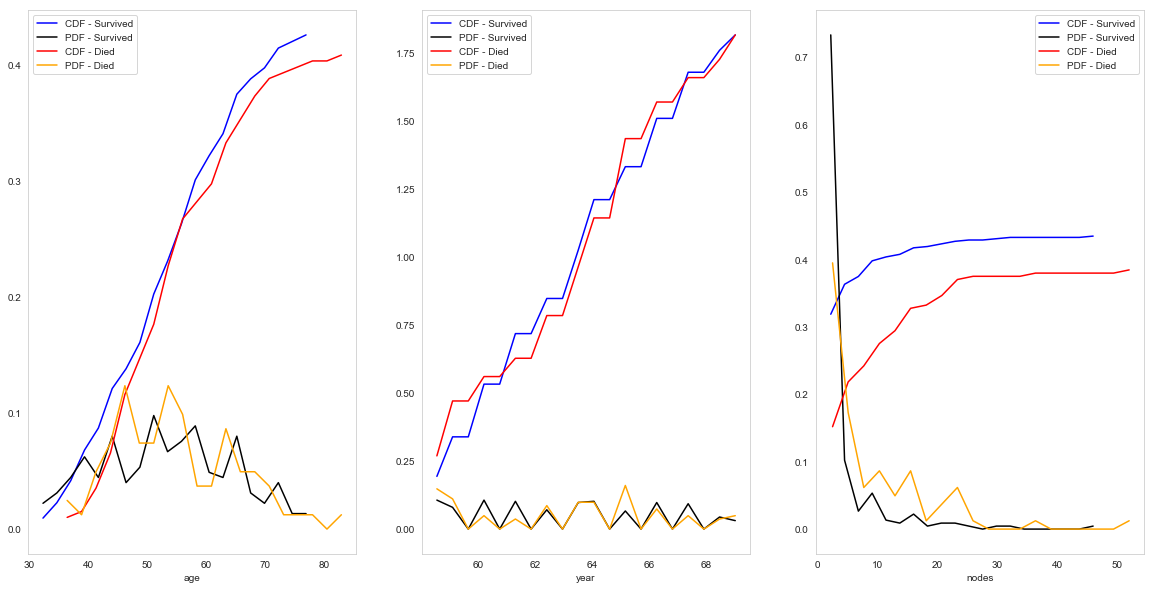 CDF - Survived
PDF - Survived
CDF - Died
PDF - Died
0.4
0.3
0.2
0.1
0.0
30 40 50 60 70 80
age
CDF - Survived
PDF - Survived
CDF - Died
PDF - Died
1.75
1.50
1.25
1.00
0.75
0.50
0.25
0.00
60 62 64 66 68
year
CDF - Survived
PDF - Survived
CDF - Died
PDF - Died
0.7
0.6
0.5
0.4
0.3
0.2
0.1
0.0
0 10 20 30 40 50
nodes